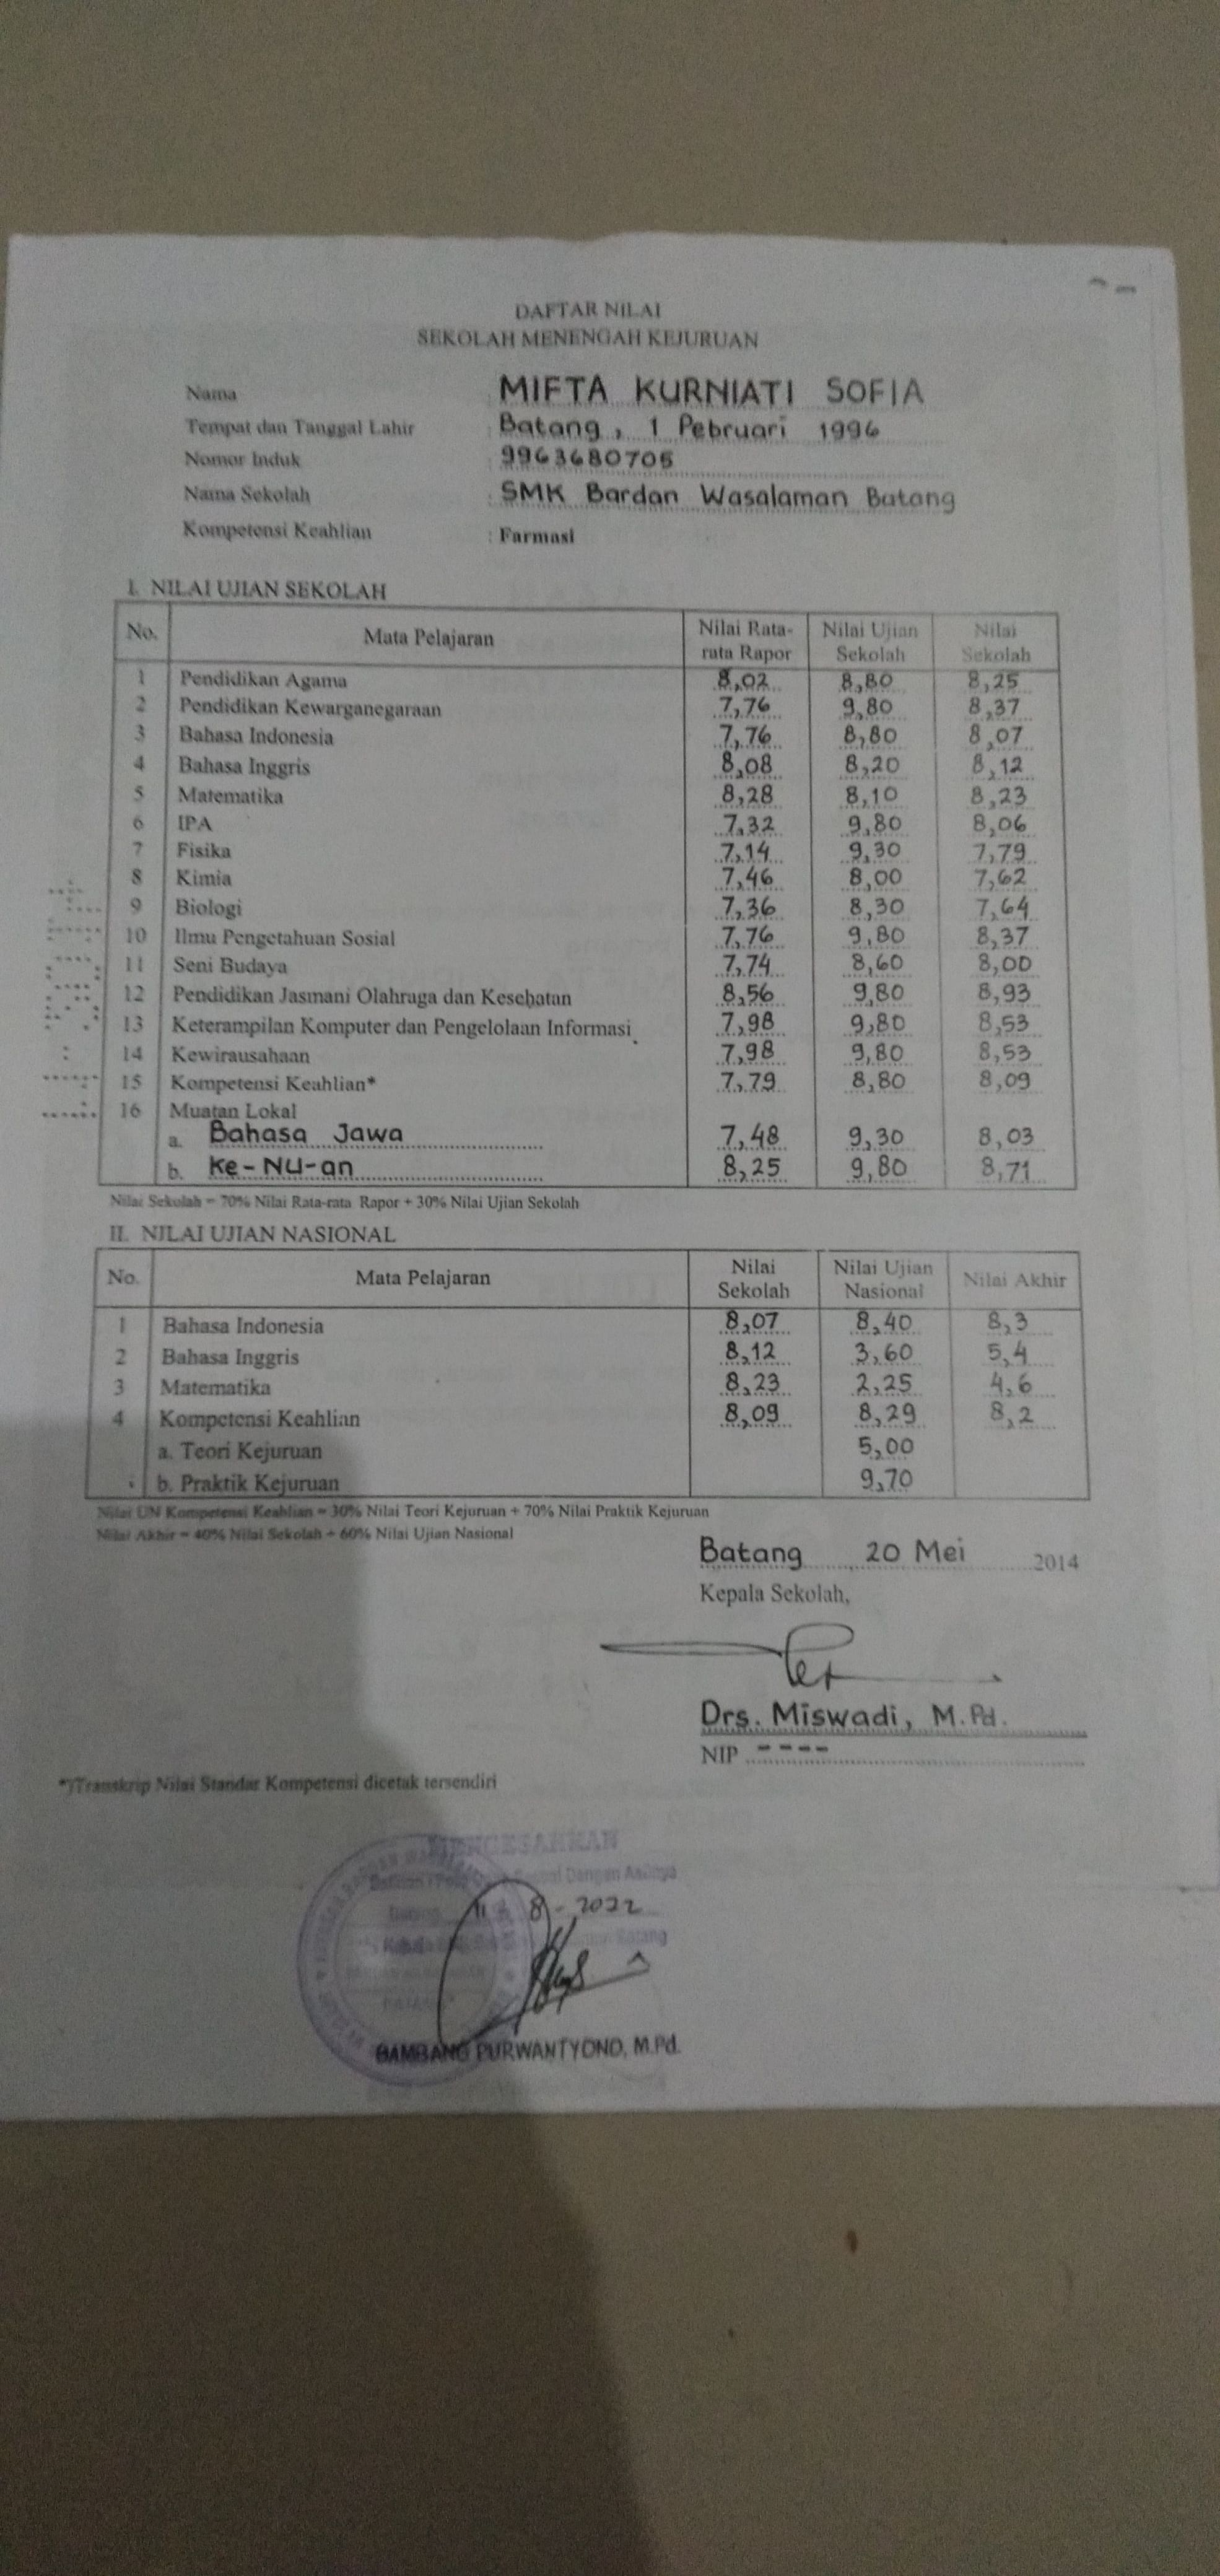 DAFTAR NILAI
SEKOLAH MENENGAH KEJURUAN
Nama MIFTA KURNIATI SOFIA
Tempat dan Tanggal Lahir : Batang, 1 Pebruari 1996
Nomor Induk : 9963680705
Nama Sekolah : SMK Bardan Wasalaman Batang
Kompetensi Keahlian : Farmasi
I. NILAI UJIAN SEKOLAH
No. Mata Pelajaran Nilai Rata-rata Rapor Nilai Ujian Sekolah Nilai Sekolah
1 Pendidikan Agama 8,02 8,80 8,25
2 Pendidikan Kewarganegaraan 7,76 9,80 8,37
3 Bahasa Indonesia 7,76 8,80 8,07
4 Bahasa Inggris 8,08 8,20 8,12
5 Matematika 8,28 8,10 8,23
6 IPA 7,32 9,80 8,06
7 Fisika 7,14 9,30 7,79
8 Kimia 7,46 8,00 7,62
9 Biologi 7,36 8,30 7,64
10 Ilmu Pengetahuan Sosial 7,76 9,80 8,37
11 Seni Budaya 7,74 8,60 8,00
12 Pendidikan Jasmani Olahraga dan Kesehatan 8,56 9,80 8,93
13 Keterampilan Komputer dan Pengelolaan Informasi 7,98 9,80 8,53
14 Kewirausahaan 7,98 9,80 8,53
15 Kompetensi Keahlian* 7,79 8,80 8,09
16 Muatan Lokal
a. Bahasa Jawa 7,48 9,30 8,03
b. Ke-NU-an 8,25 9,80 8,71
Nilai Sekolah = 70% Nilai Rata-rata Rapor + 30% Nilai Ujian Sekolah
II. NILAI UJIAN NASIONAL
No. Mata Pelajaran Nilai Sekolah Nilai Ujian Nasional Nilai Akhir
1 Bahasa Indonesia 8,07 8,40 8,3
2 Bahasa Inggris 8,12 3,60 5,4
3 Matematika 8,23 2,25 4,6
4 Kompetensi Keahlian 8,09 8,29 8,2
a. Teori Kejuruan 5,00
b. Praktik Kejuruan 9,70
Nilai UN Kompetensi Keahlian = 30% Nilai Teori Kejuruan + 70% Nilai Praktik Kejuruan
Nilai Akhir = 40% Nilai Sekolah + 60% Nilai Ujian Nasional
Batang, 20 Mei 2014
Kepala Sekolah,
Drs. Miswadi, M.Pd.
NIP ----
*)Transkrip Nilai Standar Kompetensi dicetak tersendiri
MENGESAHKAN
Dengan Aslinya
8 - 2022
Batang
BAMBANG PURWANTYONO, M.Pd.